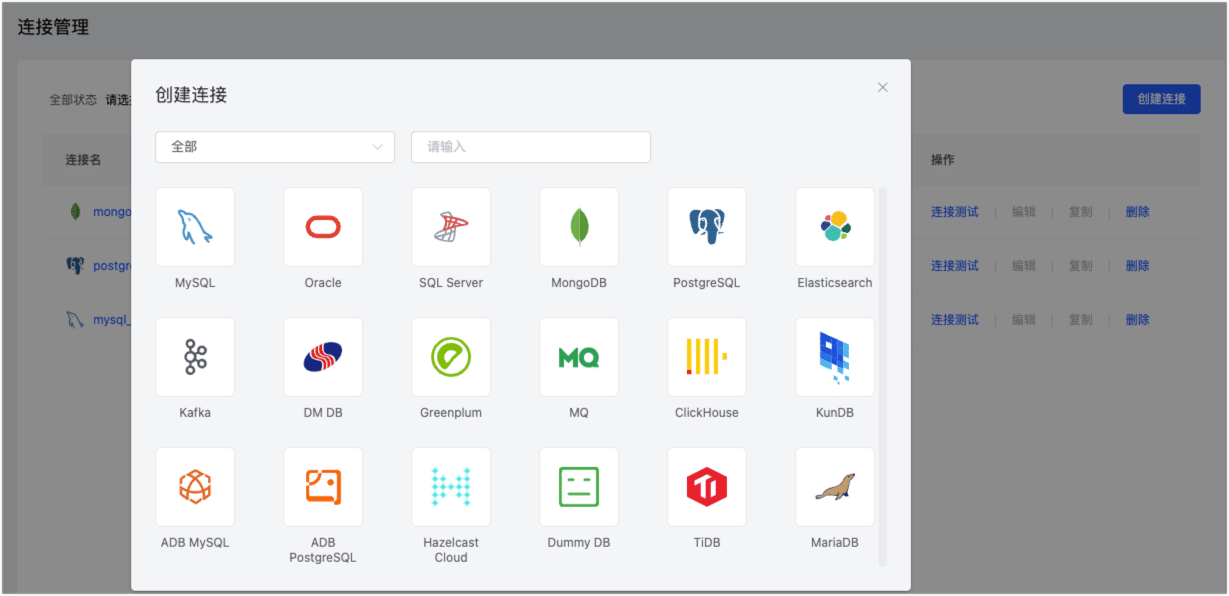 连接管理
创建连接
全部状态 请选
创建连接
全部
请输入
连接名
操作
MySQL
Oracle
SQL Server
MongoDB
PostgreSQL
Elasticsearch
mongo
连接测试 | 编辑 | 复制 | 删除
postgr
连接测试 | 编辑 | 复制 | 删除
mysql_
连接测试 | 编辑 | 复制 | 删除
Kafka
DM DB
Greenplum
MQ
MQ
ClickHouse
KunDB
ADB MySQL
ADB
PostgreSQL
Hazelcast
Cloud
Dummy DB
TiDB
MariaDB